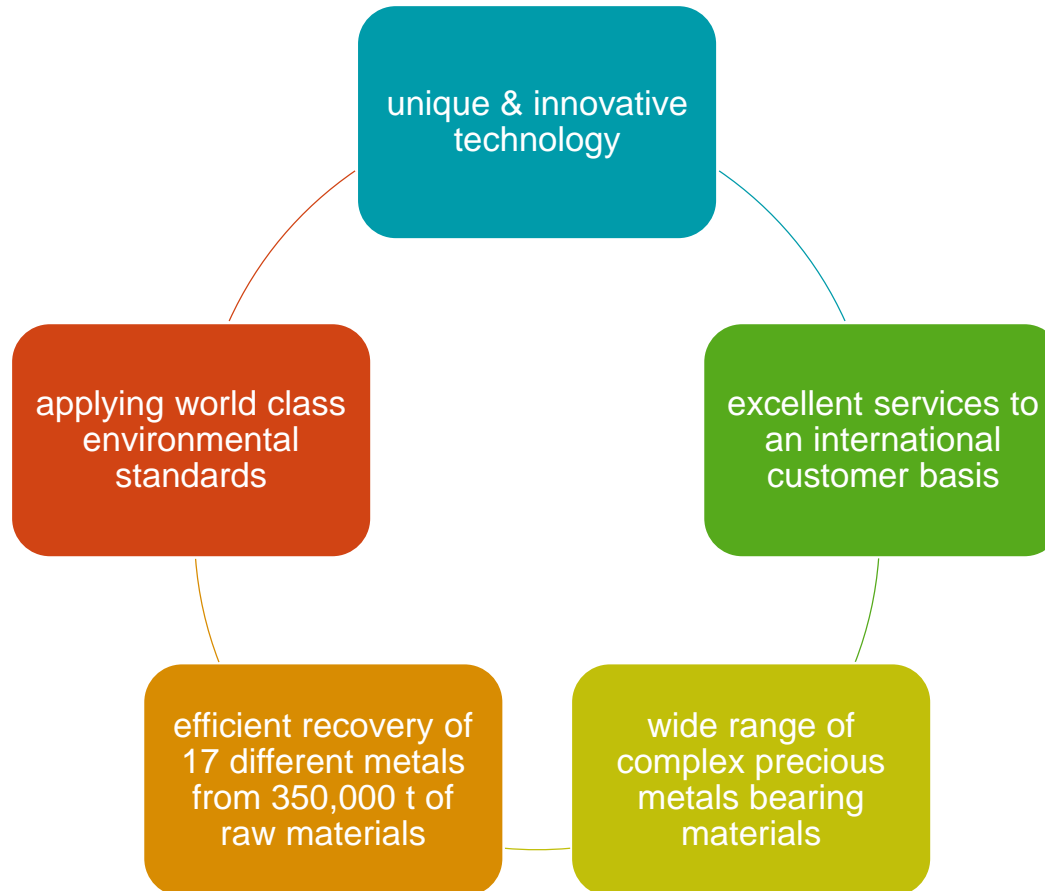 unique & innovative
technology
excellent services to
an international
customer basis
wide range of
complex precious
metals bearing
materials
efficient recovery of
17 different metals
from 350,000 t of
raw materials
applying world class
environmental
standards